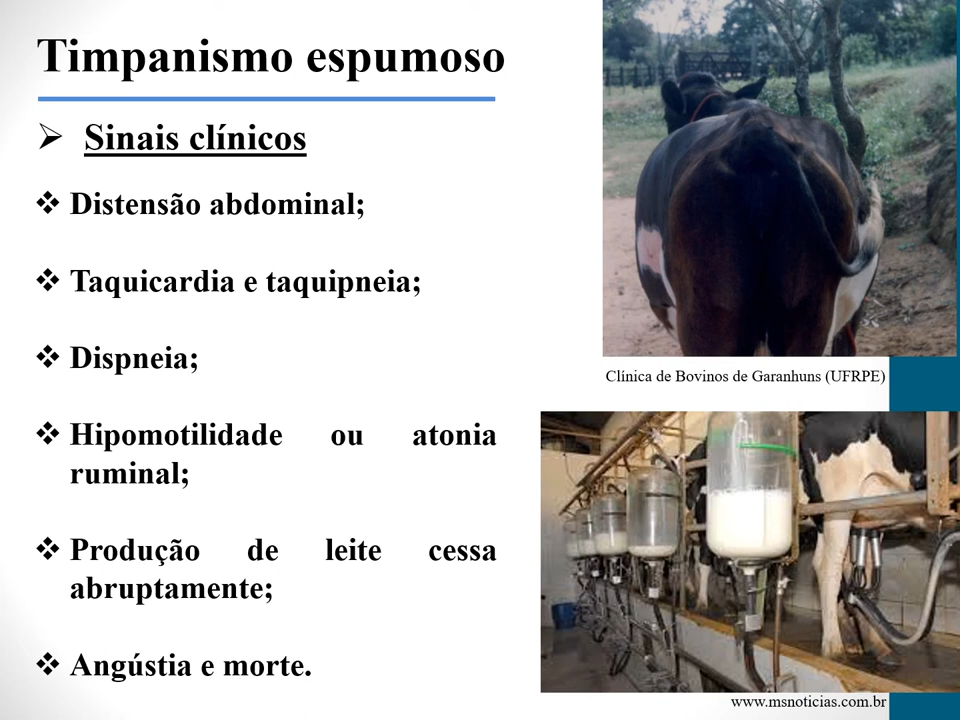 Timpanismo espumoso
Sinais clínicos
Distensão abdominal;
Taquicardia e taquipneia;
Dispneia;
Hipomotilidade ou atonia
ruminal;
Produção de leite cessa
abruptamente;
Angústia e morte.
Clínica de Bovinos de Garanhuns (UFRPE)
www.msnoticias.com.br